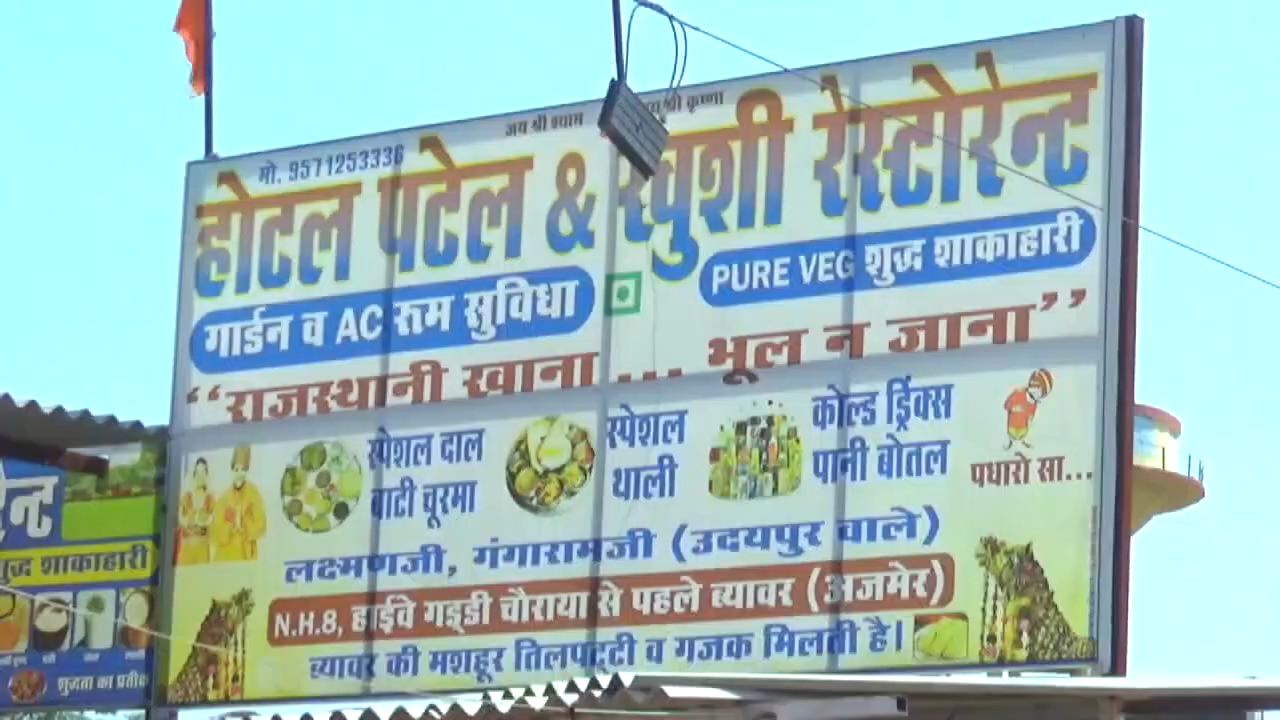 जय श्री श्याम
श्री कृष्णा
मो. 9571253336
होटल पटेल & खुशी रेस्टोरेन्ट
गार्डन व AC रूम सुविधा
PURE VEG शुद्ध शाकाहारी
“राजस्थानी खाना ... भूल न जाना”
स्पेशल दाल
बाटी चूरमा
स्पेशल
थाली
कोल्ड ड्रिंक्स
पानी बोतल
पधारो सा...
लक्ष्मणजी, गंगारामजी (उदयपुर वाले)
N.H.8, हाईवे गड्डी चौराया से पहले ब्यावर (अजमेर)
ब्यावर की मशहूर तिलपट्टी व गजक मिलती है।
शुद्ध शाकाहारी
शुद्धता का